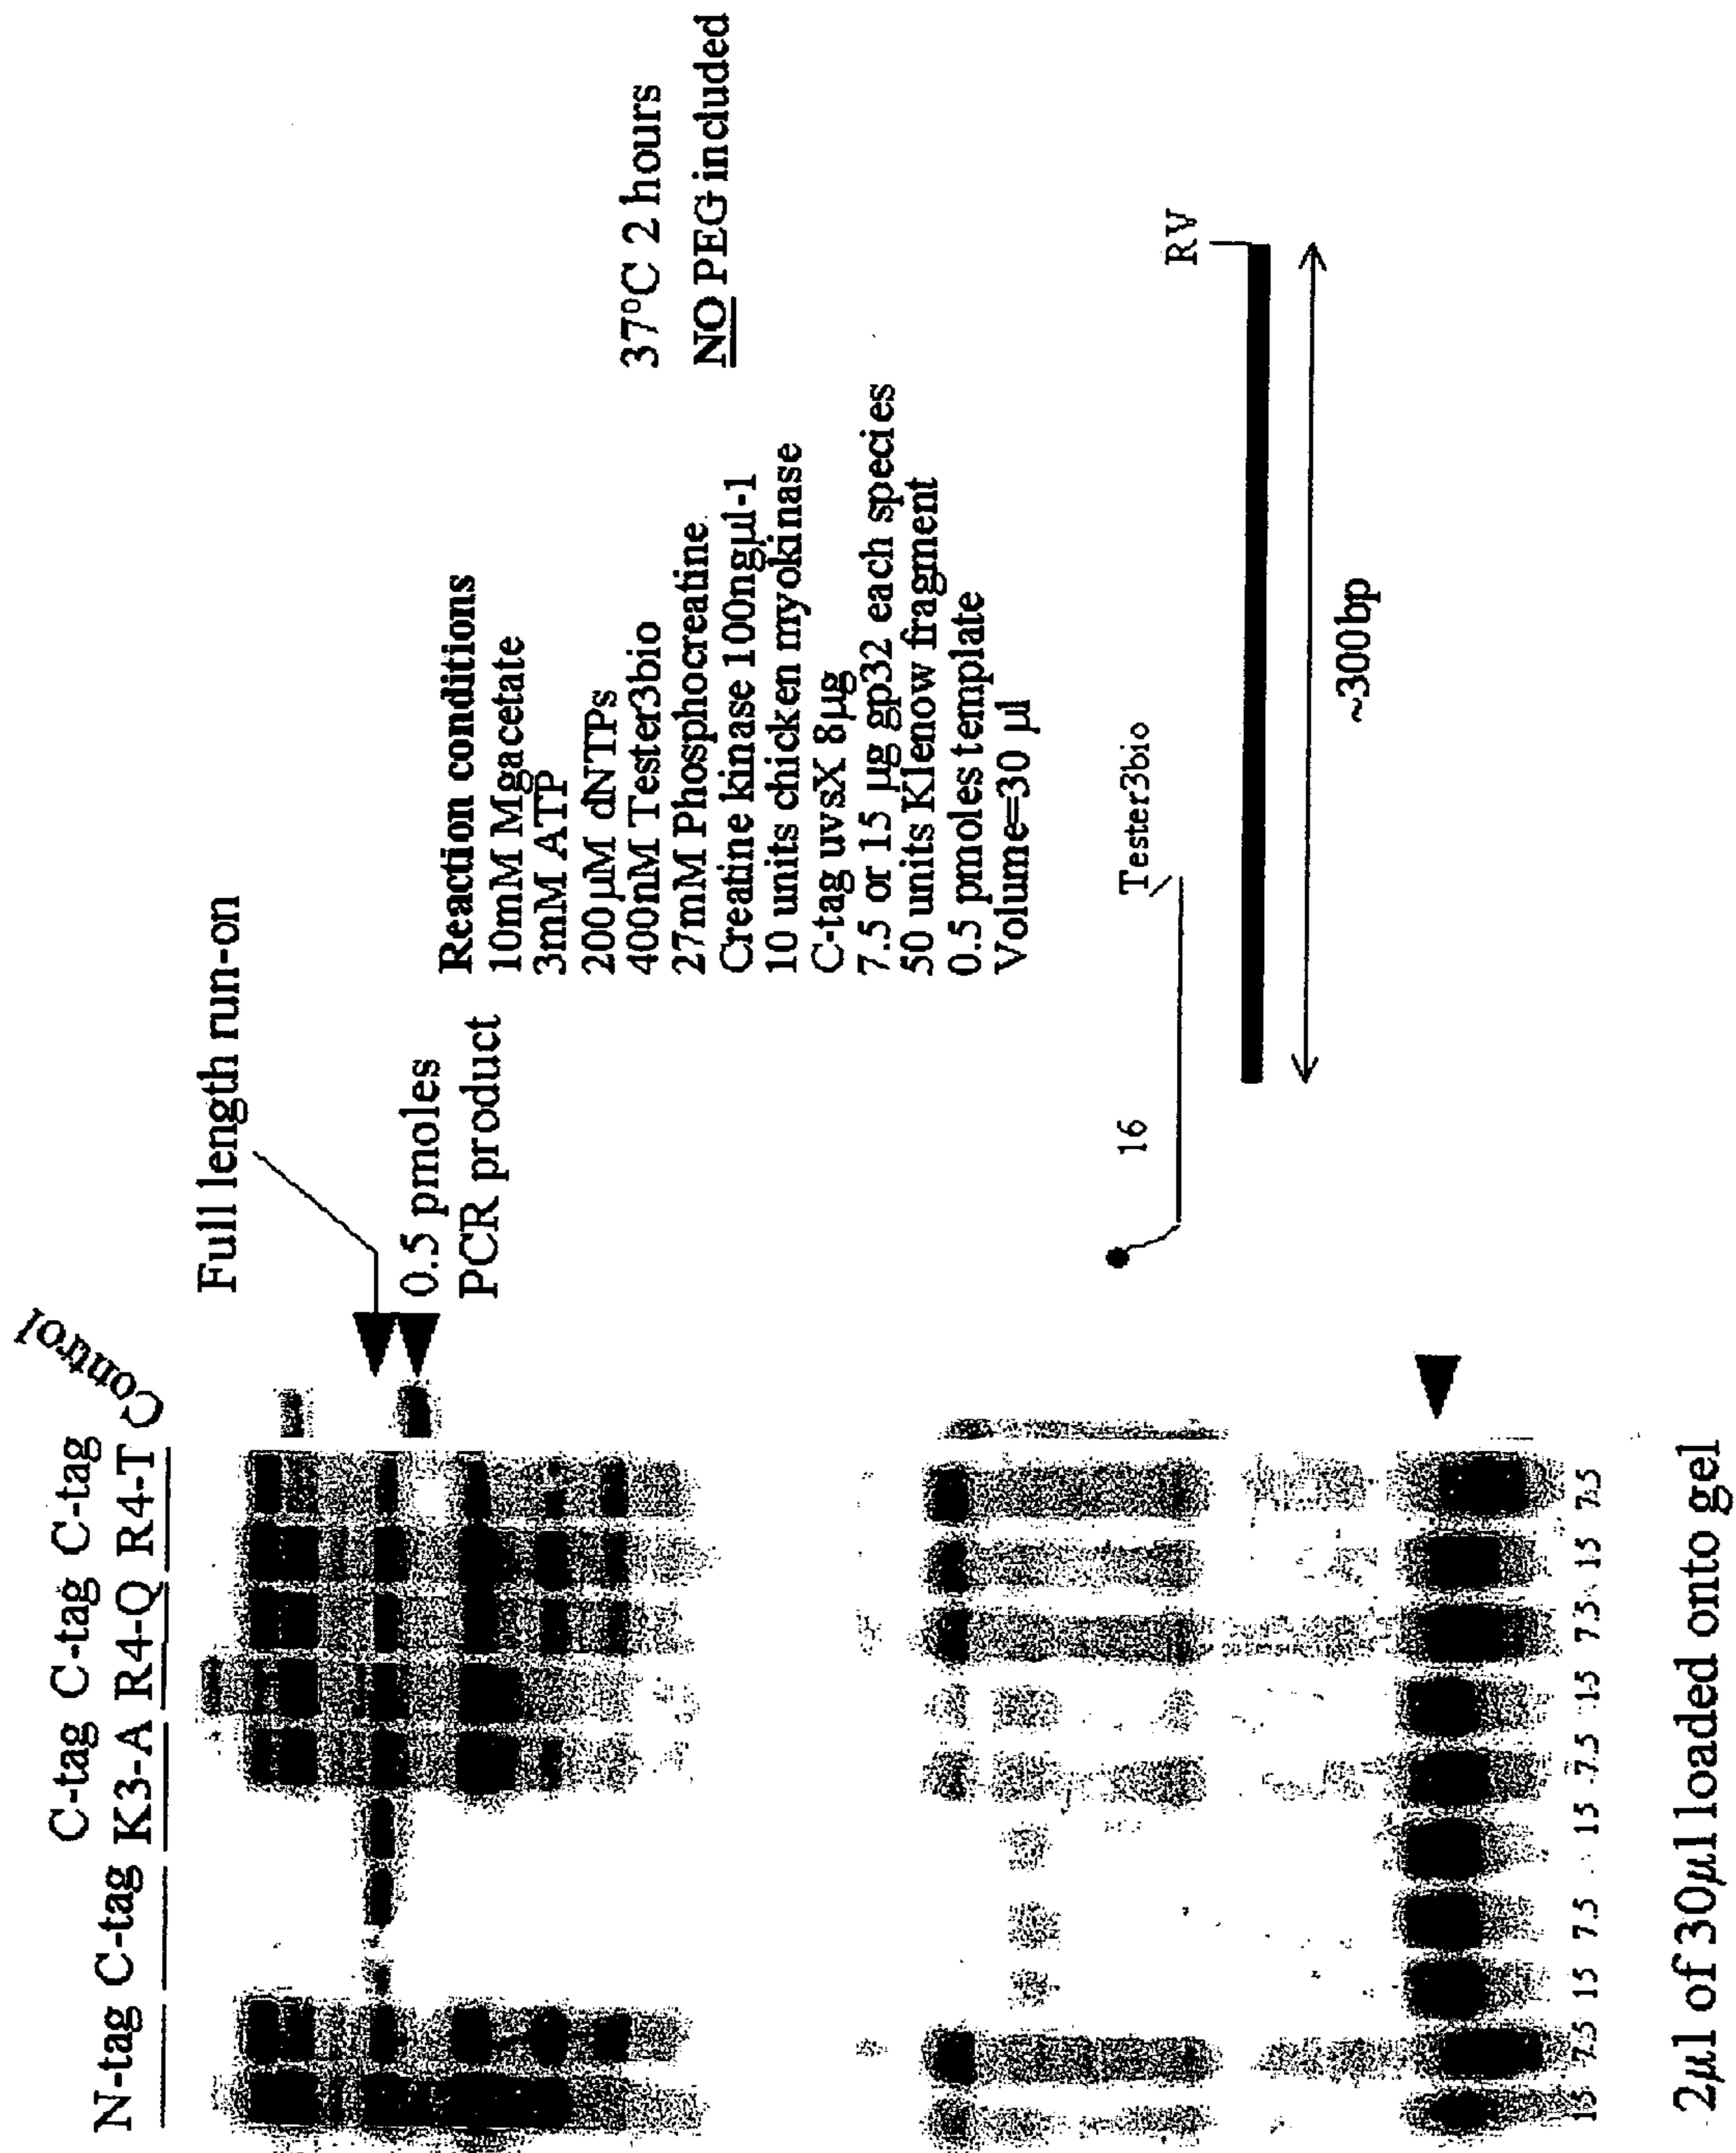 N-tag C-tag C-tag C-tag C-tag
K3-A R4-Q R4-T Control
Full length run-on
0.5 pmoles
PCR product
Reaction conditions
10mM Mgacetate
3mM ATP
200µM dNTPs
400nM Tester3bio
27mM Phosphocreatine
Creatine kinase 100ngµl-1
10 units chicken myokinase
C-tag uvsX 8µg
7.5 or 15 µg gp32 each species
50 units Klenow fragment
0.5 pmoles template
Volume=30 µl
37°C 2 hours
NO PEG included
16 Tester3bio
RV
~300bp
15 7.5 15 7.5 15 7.5 15 7.5 15 7.5
2µl of 30µl loaded onto gel